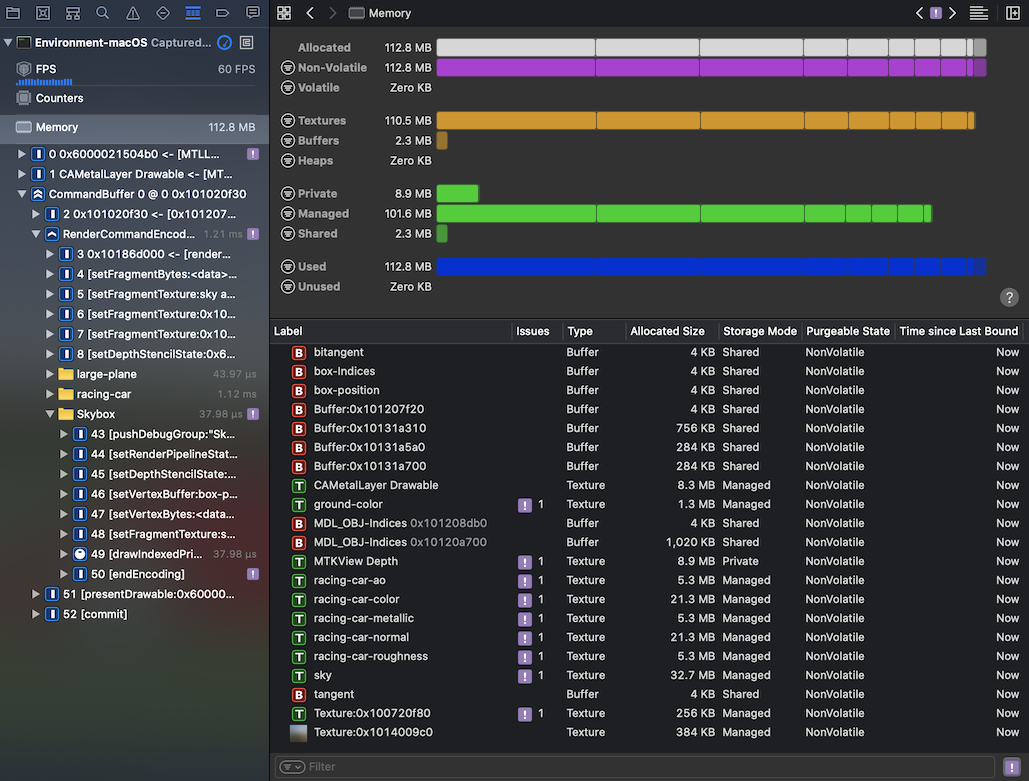 Memory
Environment-macOS Captured...
FPS 60 FPS
Counters
Memory 112.8 MB
0 0x6000021504b0 <- [MTLL... !
1 CAMetalLayer Drawable <- [MT...
CommandBuffer 0 @ 0 0x101020f30
2 0x101020f30 <- [0x101207...
RenderCommandEncod... 1.21 ms !
3 0x10186d000 <- [render...
4 [setFragmentBytes:<data>...
5 [setFragmentTexture:sky a...
6 [setFragmentTexture:0x10...
7 [setFragmentTexture:0x10...
8 [setDepthStencilState:0x6...
large-plane 43.97 µs
racing-car 1.12 ms
Skybox 37.98 µs !
43 [pushDebugGroup:"Sk...
44 [setRenderPipelineStat...
45 [setDepthStencilState:...
46 [setVertexBuffer:box-p...
47 [setVertexBytes:<data...
48 [setFragmentTexture:s...
49 [drawIndexedPri... 37.98 µs
50 [endEncoding] !
51 [presentDrawable:0x60000...
52 [commit]
Allocated 112.8 MB
Non-Volatile 112.8 MB
Volatile Zero KB
Textures 110.5 MB
Buffers 2.3 MB
Heaps Zero KB
Private 8.9 MB
Managed 101.6 MB
Shared 2.3 MB
Used 112.8 MB
Unused Zero KB
?
Label Issues Type Allocated Size Storage Mode Purgeable State Time since Last Bound
B bitangent Buffer 4 KB Shared NonVolatile Now
B box-Indices Buffer 4 KB Shared NonVolatile Now
B box-position Buffer 4 KB Shared NonVolatile Now
B Buffer:0x101207f20 Buffer 4 KB Shared NonVolatile Now
B Buffer:0x10131a310 Buffer 756 KB Shared NonVolatile Now
B Buffer:0x10131a5a0 Buffer 284 KB Shared NonVolatile Now
B Buffer:0x10131a700 Buffer 284 KB Shared NonVolatile Now
T CAMetalLayer Drawable Texture 8.3 MB Managed NonVolatile Now
T ground-color ! 1 Texture 1.3 MB Managed NonVolatile Now
B MDL_OBJ-Indices 0x101208db0 Buffer 4 KB Shared NonVolatile Now
B MDL_OBJ-Indices 0x10120a700 Buffer 1,020 KB Shared NonVolatile Now
T MTKView Depth ! 1 Texture 8.9 MB Private NonVolatile Now
T racing-car-ao ! 1 Texture 5.3 MB Managed NonVolatile Now
T racing-car-color ! 1 Texture 21.3 MB Managed NonVolatile Now
T racing-car-metallic ! 1 Texture 5.3 MB Managed NonVolatile Now
T racing-car-normal ! 1 Texture 21.3 MB Managed NonVolatile Now
T racing-car-roughness ! 1 Texture 5.3 MB Managed NonVolatile Now
T sky ! 1 Texture 32.7 MB Managed NonVolatile Now
B tangent Buffer 4 KB Shared NonVolatile Now
T Texture:0x100720f80 ! 1 Texture 256 KB Managed NonVolatile Now
Texture:0x1014009c0 Texture 384 KB Managed NonVolatile Now
Filter